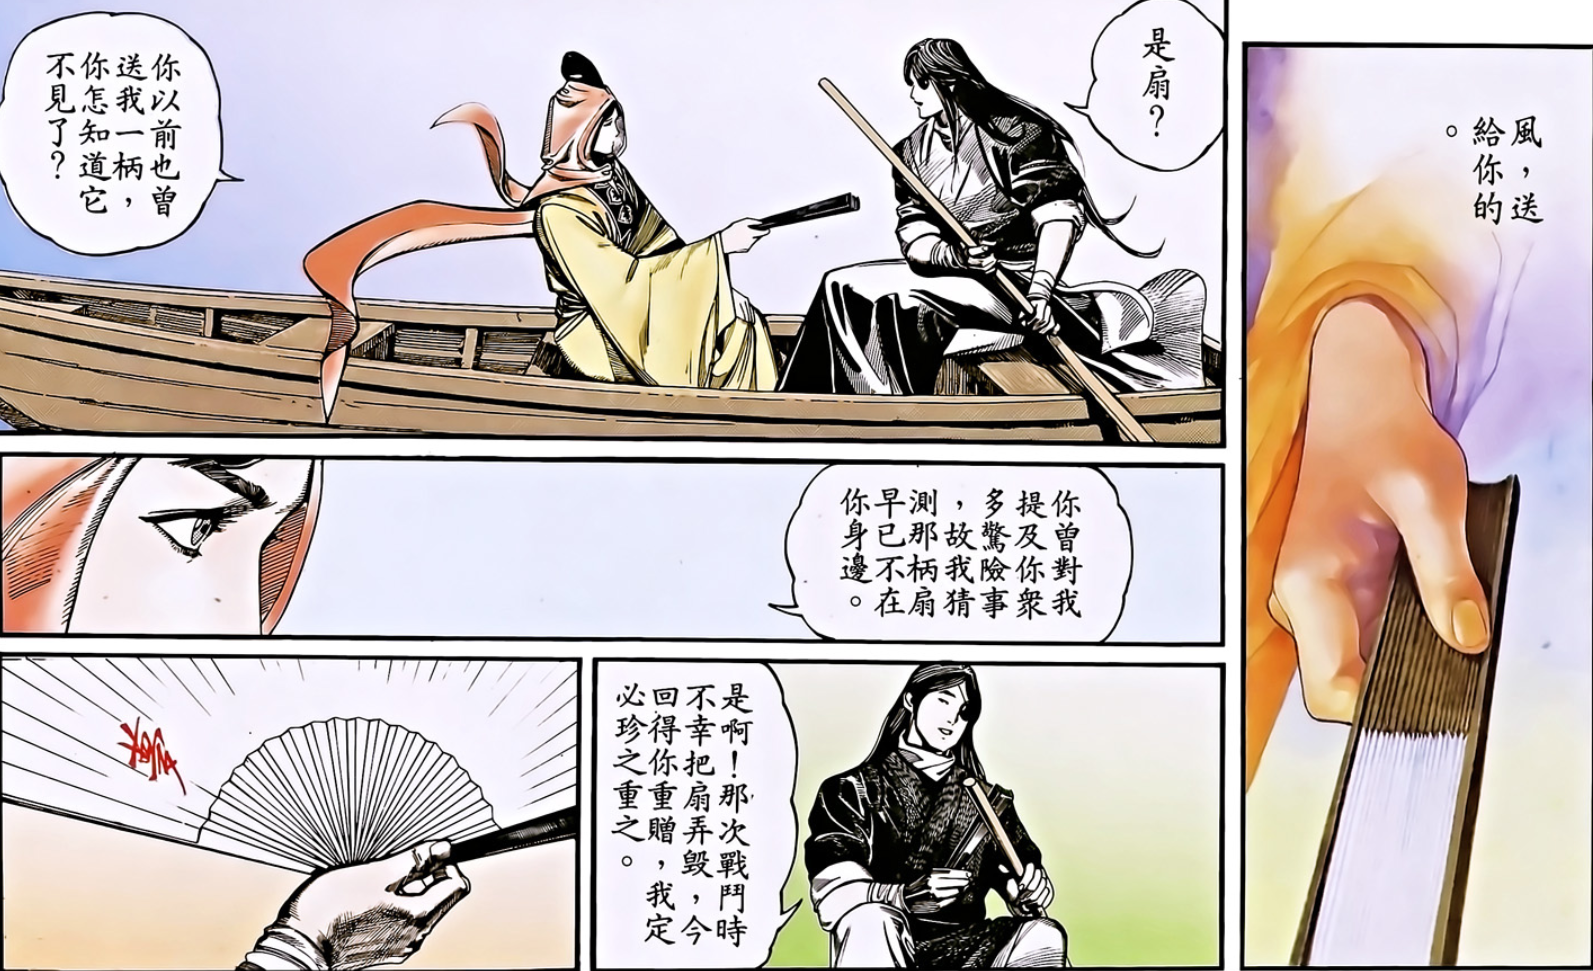 風，送
給你的
。
是扇？
你以前也曾
送我一柄，
你怎知道它
不見了？
你曾對我
提及你衆
多驚險事
，故我猜
測那柄扇
早已不在
你身邊。
是啊！那次戰鬥時
不幸把扇弄毀，今
回得你重贈，我定
必珍之重之。